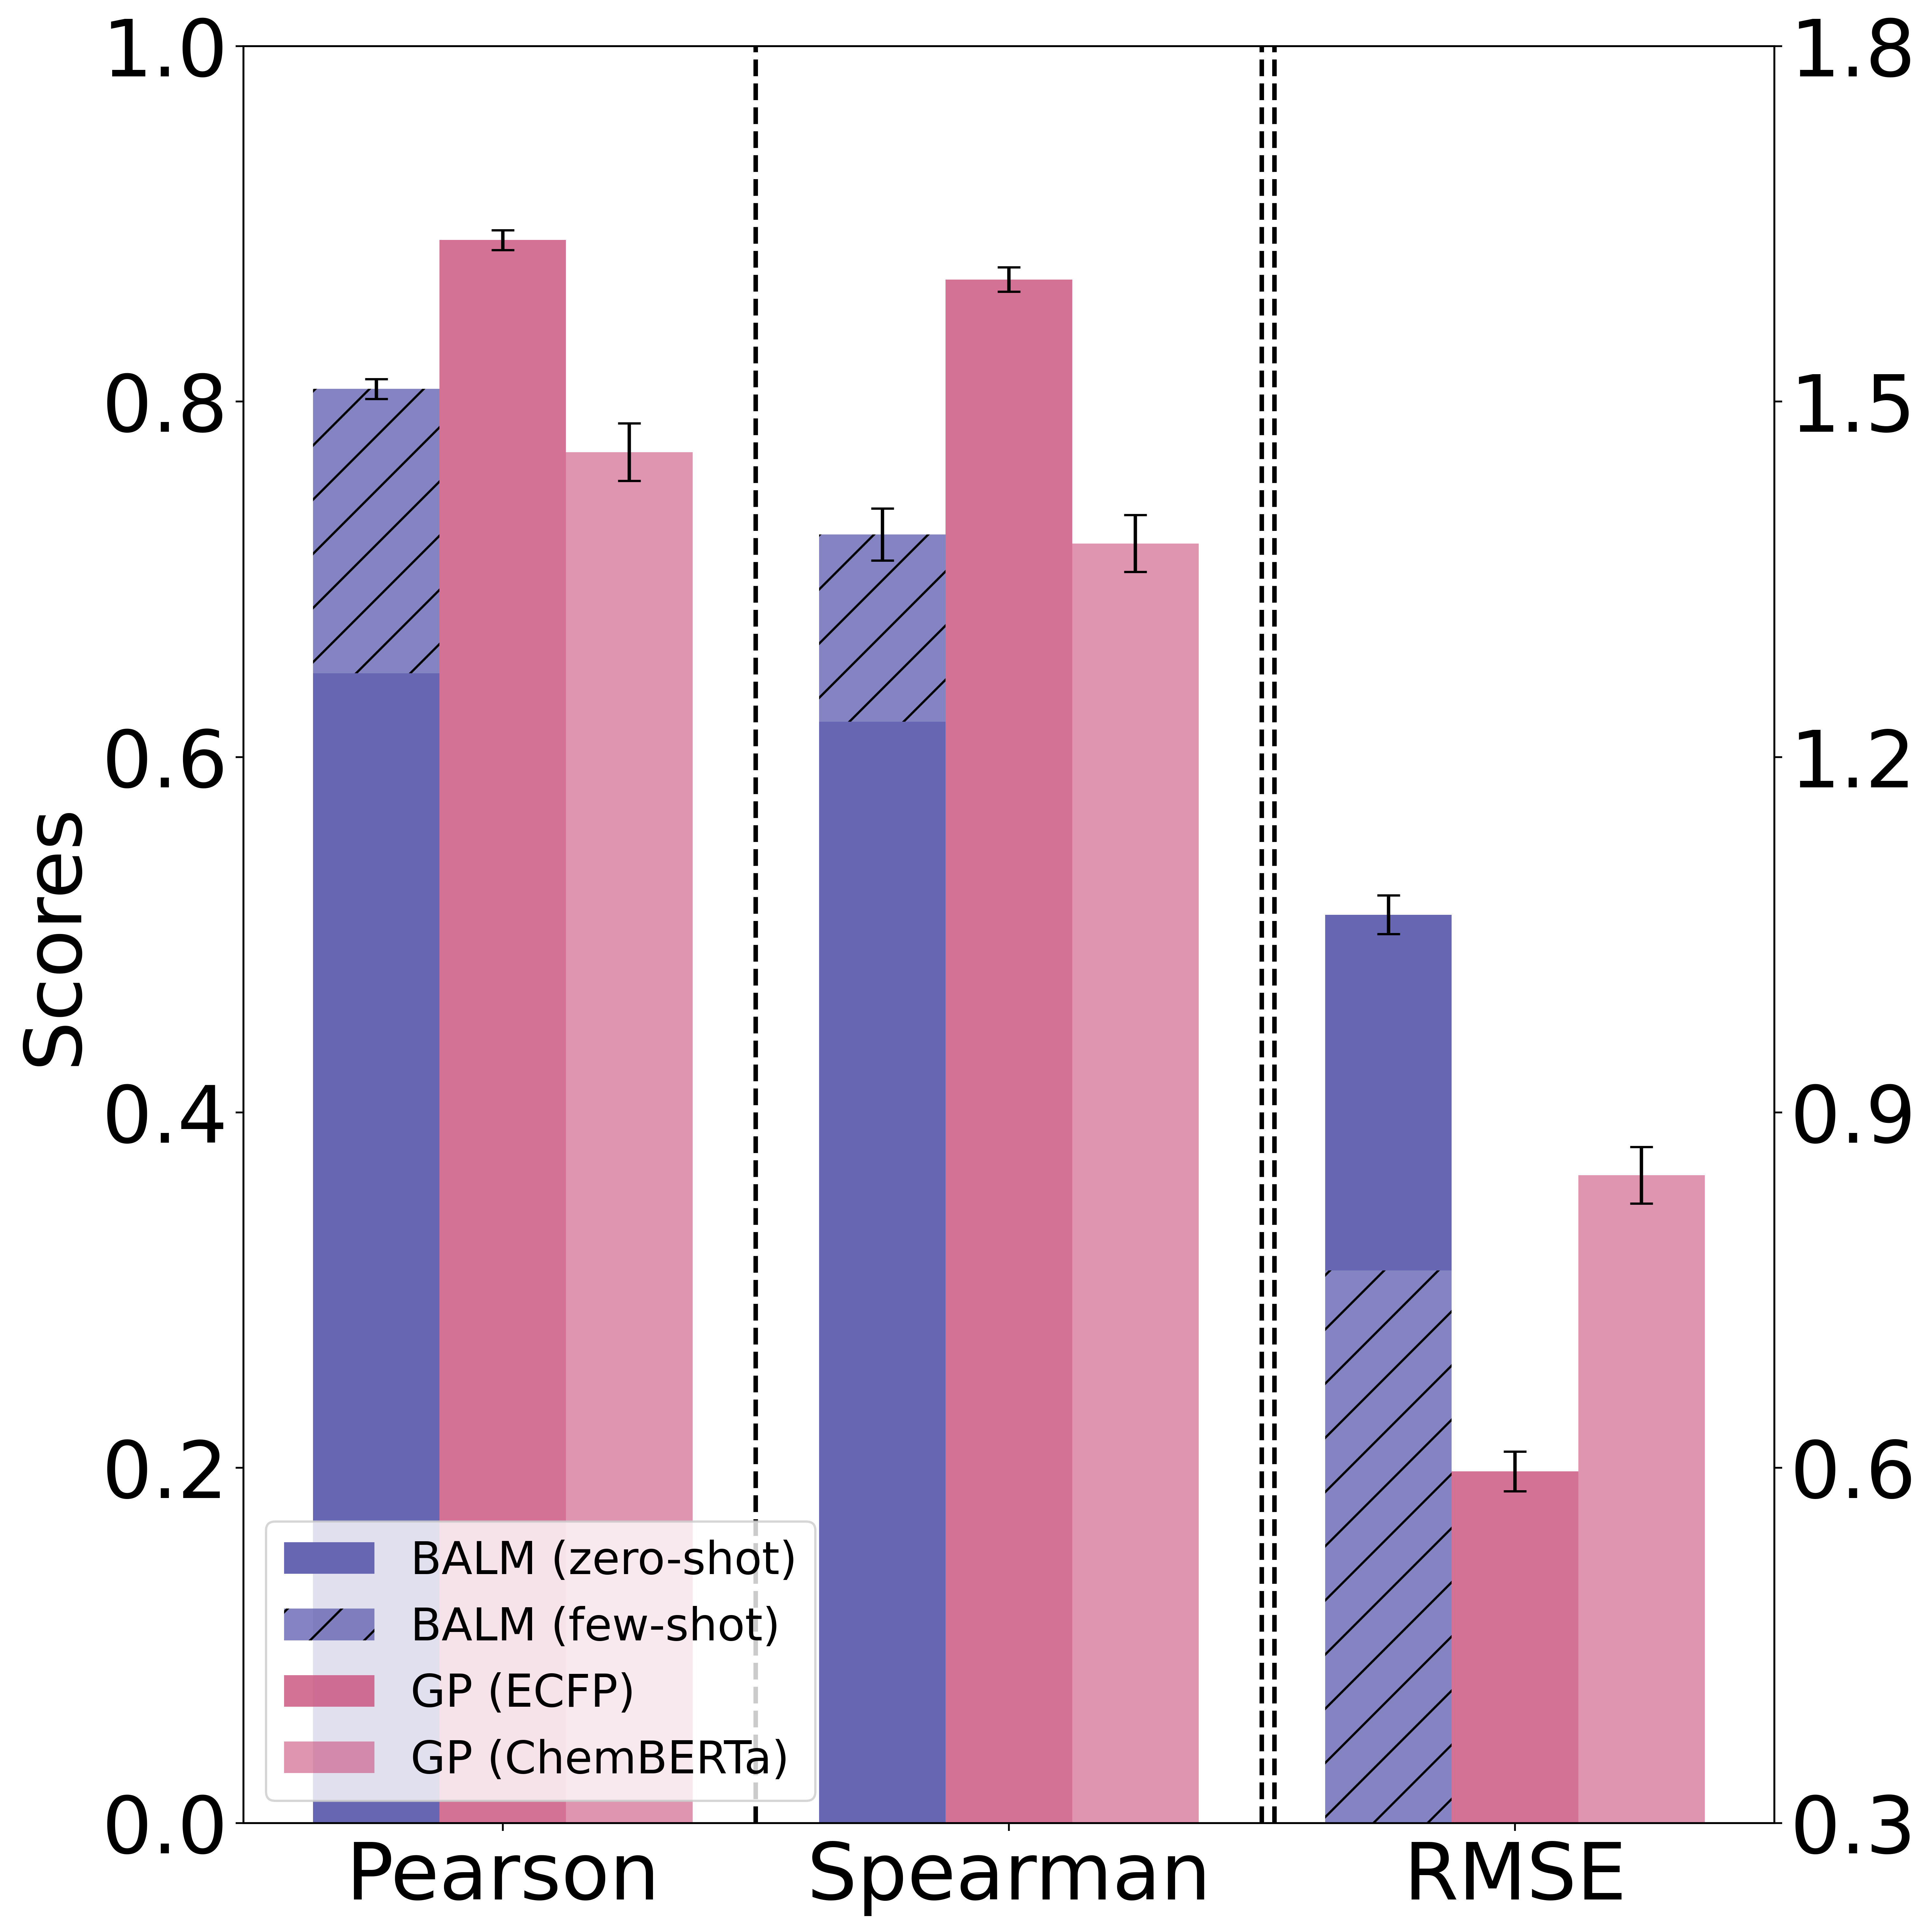 Scores
1.0
0.8
0.6
0.4
0.2
0.0
1.8
1.5
1.2
0.9
0.6
0.3
BALM (zero-shot)
BALM (few-shot)
GP (ECFP)
GP (ChemBERTa)
Pearson Spearman RMSE